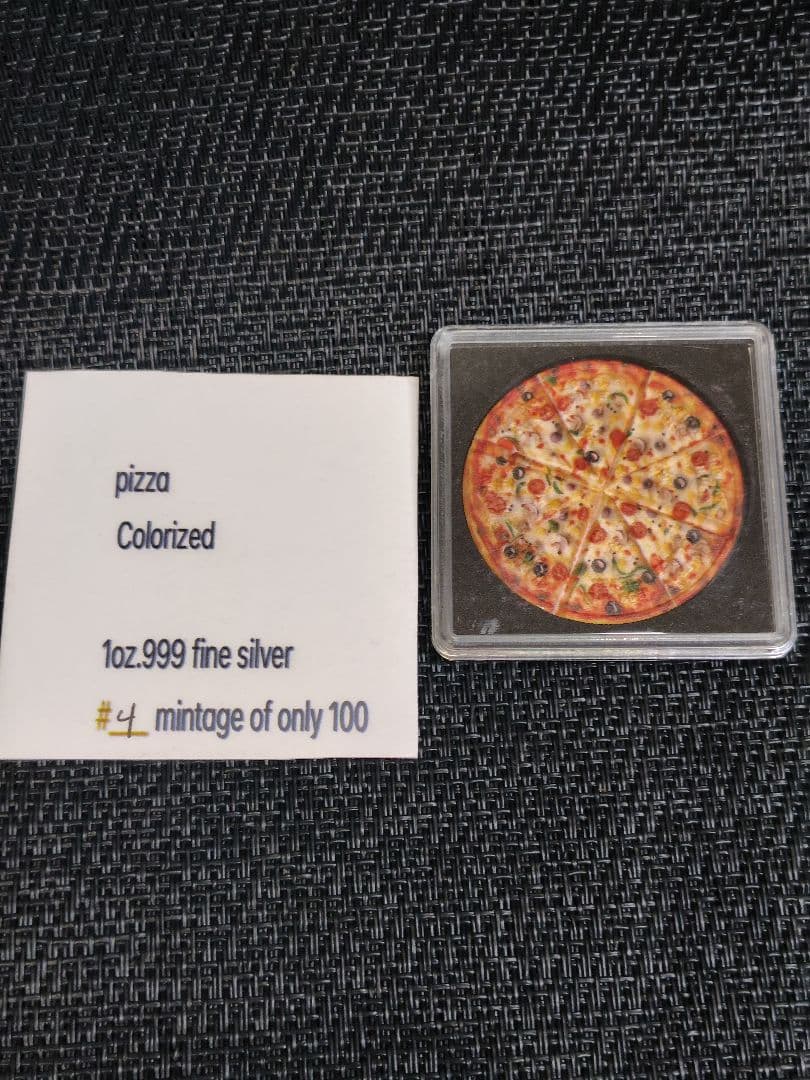 pizza
Colorized
1oz.999 fine silver
#4 mintage of only 100